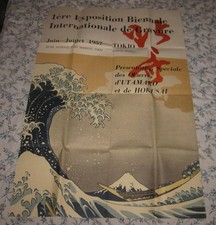 1ère Exposition Biennale
Internationale de Gravure
Juin-Juillet 1957
TOKIO
Présentation Spéciale
des Œuvres
d'UTAMARO
et de HOKUSAI